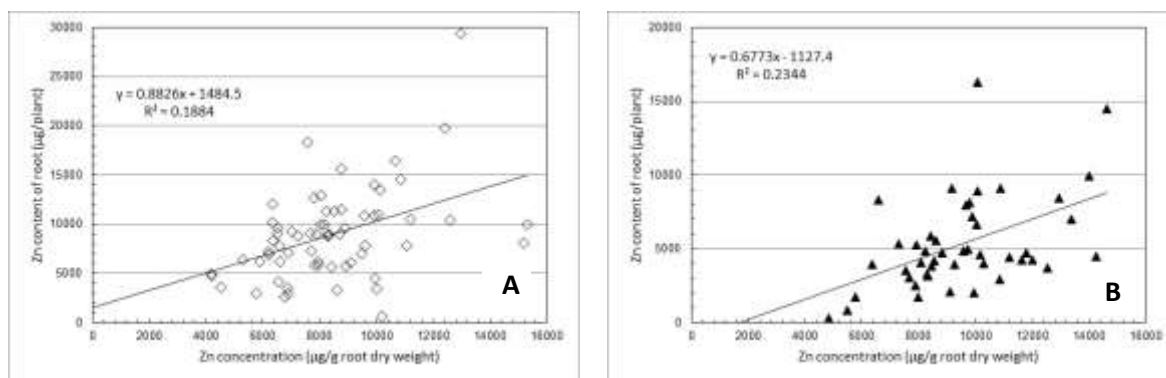 30000
25000
20000
15000
10000
5000
0
Zn content of root (µg/plant)
y = 0.8826x + 1484.5
R² = 0.1884
A
0 2000 4000 6000 8000 10000 12000 14000 16000
Zn concentration (µg/g root dry weight)
20000
15000
10000
5000
0
Zn content of root (µg/plant)
y = 0.6773x - 1127.4
R² = 0.2344
B
0 2000 4000 6000 8000 10000 12000 14000 16000
Zn concentration (µg/g root dry weight)